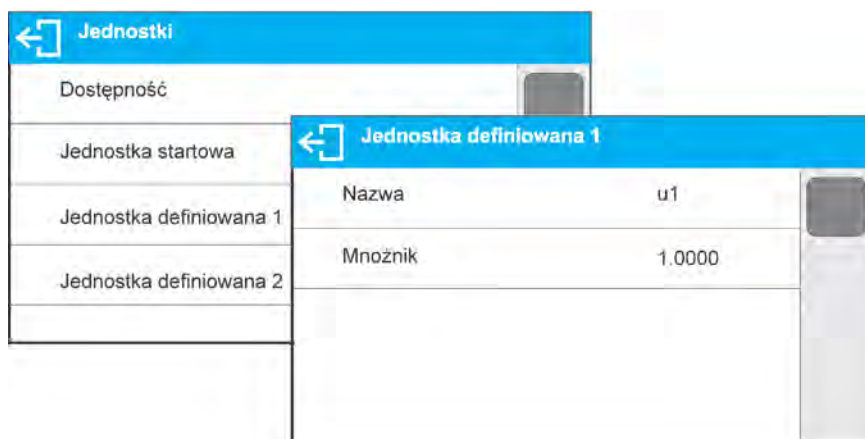 Jednostki
Dostępność
Jednostka startowa
Jednostka definiowana 1
Jednostka definiowana 2
Jednostka definiowana 1
Nazwa u1
Mnożnik 1.0000